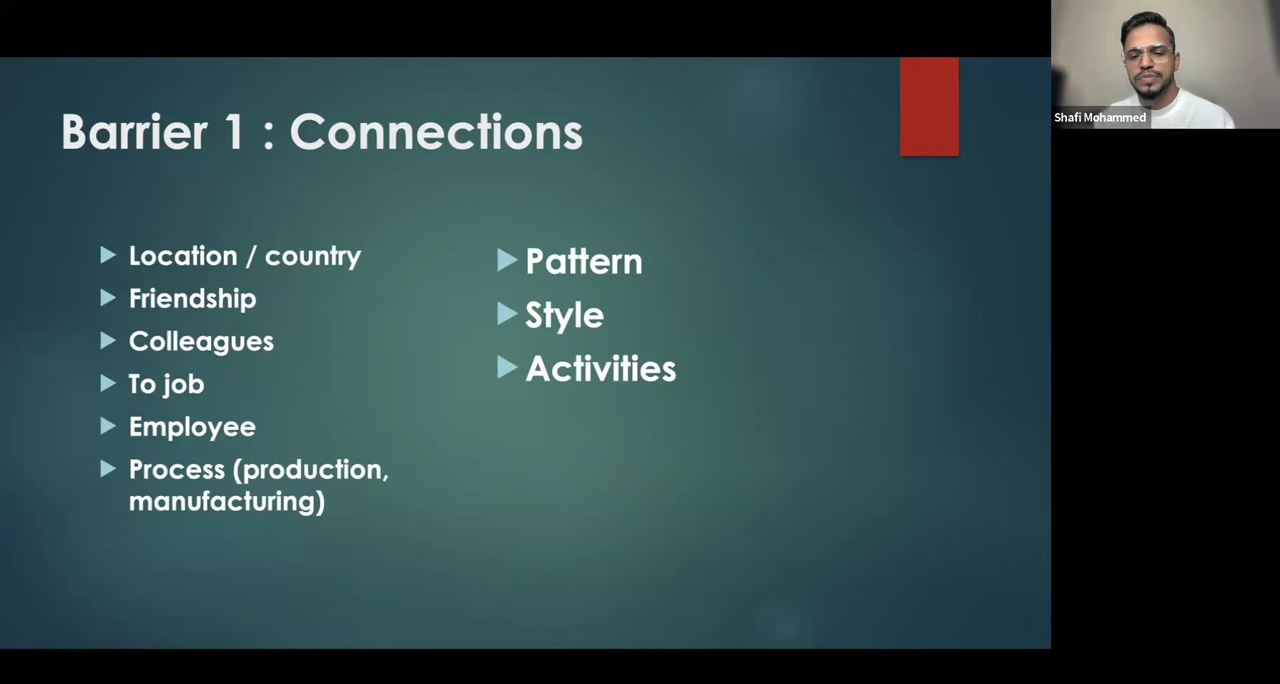 Barrier 1 : Connections
Location / country
Friendship
Colleagues
To job
Employee
Process (production,
manufacturing)
Pattern
Style
Activities
Shafi Mohammed